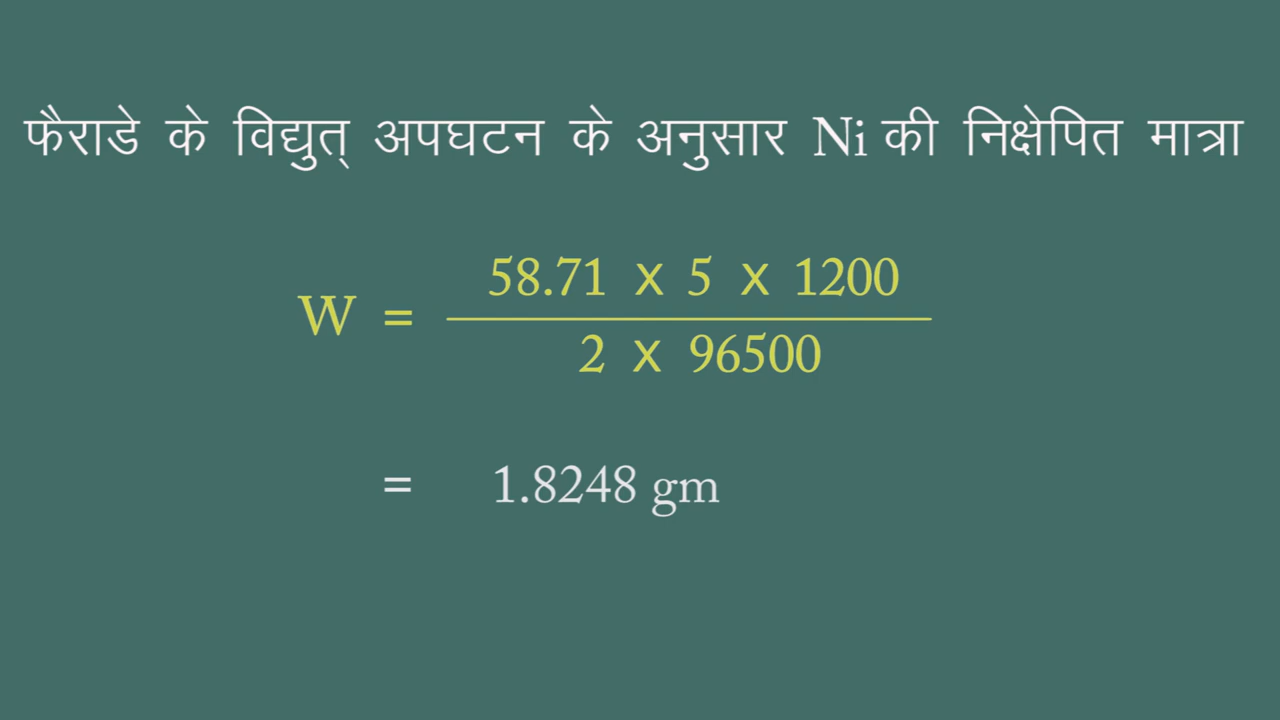 फैराडे के विद्युत् अपघटन के अनुसार Ni की निक्षेपित मात्रा
W = 58.71 x 5 x 1200
2 x 96500
= 1.8248 gm